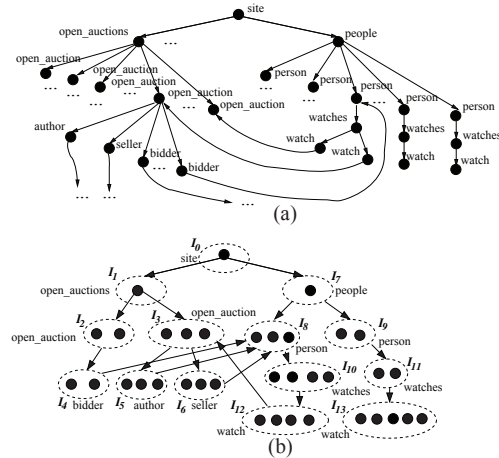 site
open_auctions
people
...
open_auction
open_auction
open_auction
open_auction
open_auction
person
person
person
person
person
...
...
...
...
...
...
...
...
watches
watches
watches
author
seller
bidder
bidder
watch
watch
watch
watch
...
...
...
(a)
I0
site
I1
I7
open_auctions
people
open_auction
I2
I3
open_auction
I8
I9
person
person
I10
I11
watches
watches
I4 bidder
I5 author
I6 seller
I12
I13
watch
watch
(b)